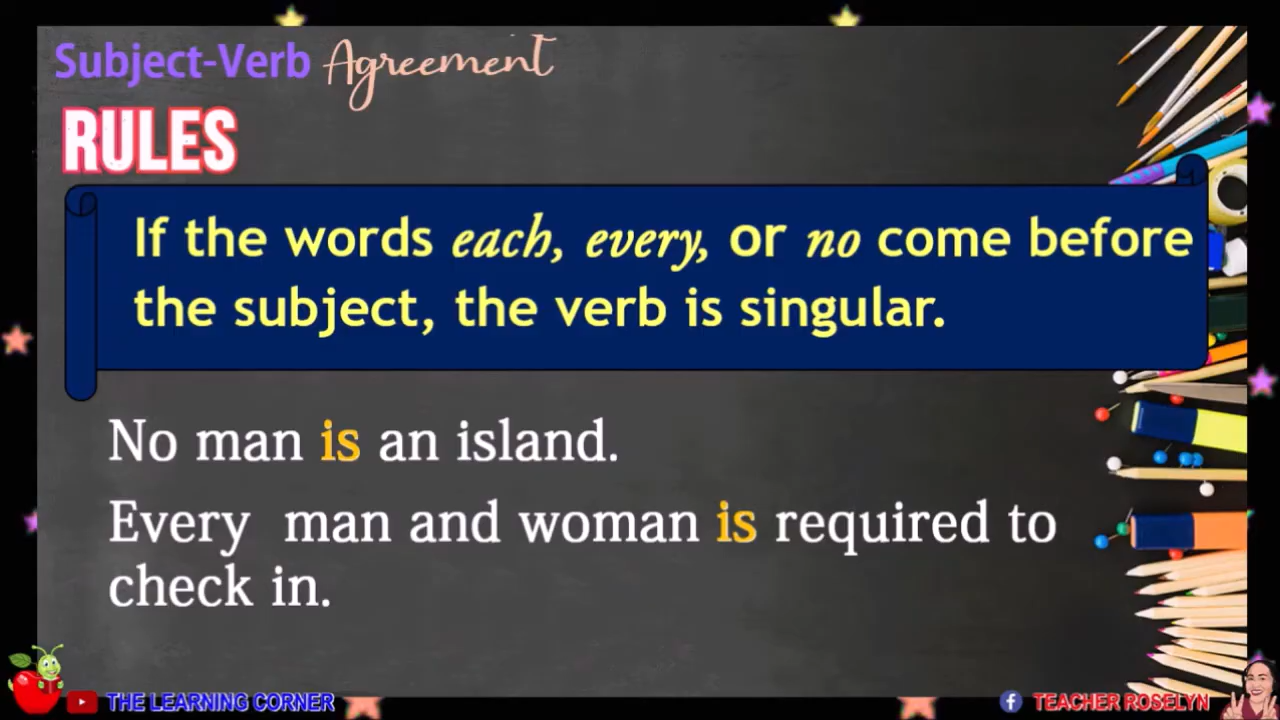 Subject-Verb Agreement
RULES
If the words each, every, or no come before
the subject, the verb is singular.
No man is an island.
Every man and woman is required to
check in.
THE LEARNING CORNER
TEACHER ROSELYN